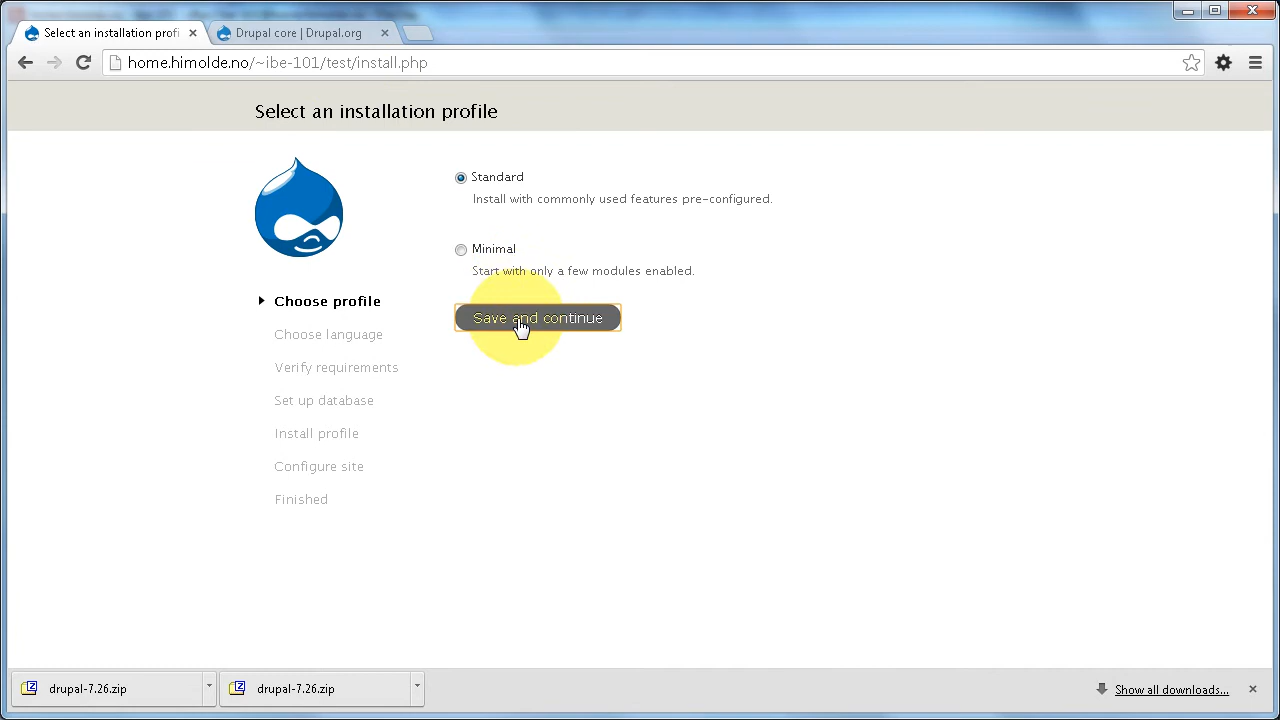 Select an installation profi
Drupal core | Drupal.org
home.himolde.no/~ibe-101/test/install.php
Select an installation profile
Standard
Install with commonly used features pre-configured.
Minimal
Start with only a few modules enabled.
Save and continue
Choose profile
Choose language
Verify requirements
Set up database
Install profile
Configure site
Finished
drupal-7.26.zip
drupal-7.26.zip
Show all downloads...